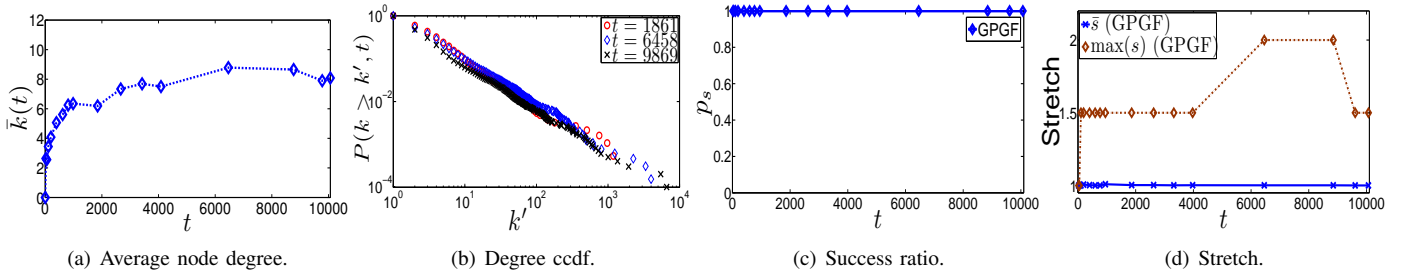 12
10
8
6
4
2
0
0 2000 4000 6000 8000 10000
k̄(t)
t
(a) Average node degree.
10^0
10^-2
10^-4
10^0 10^1 10^2 10^3 10^4
P(k > k′, t)
k′
t = 1861
t = 6458
t = 9869
(b) Degree ccdf.
1
0.8
0.6
0.4
0.2
0
0 2000 4000 6000 8000 10000
p_s
t
GPGF
(c) Success ratio.
2
1.5
1
0 2000 4000 6000 8000 10000
Stretch
t
s̄ (GPGF)
max(s) (GPGF)
(d) Stretch.